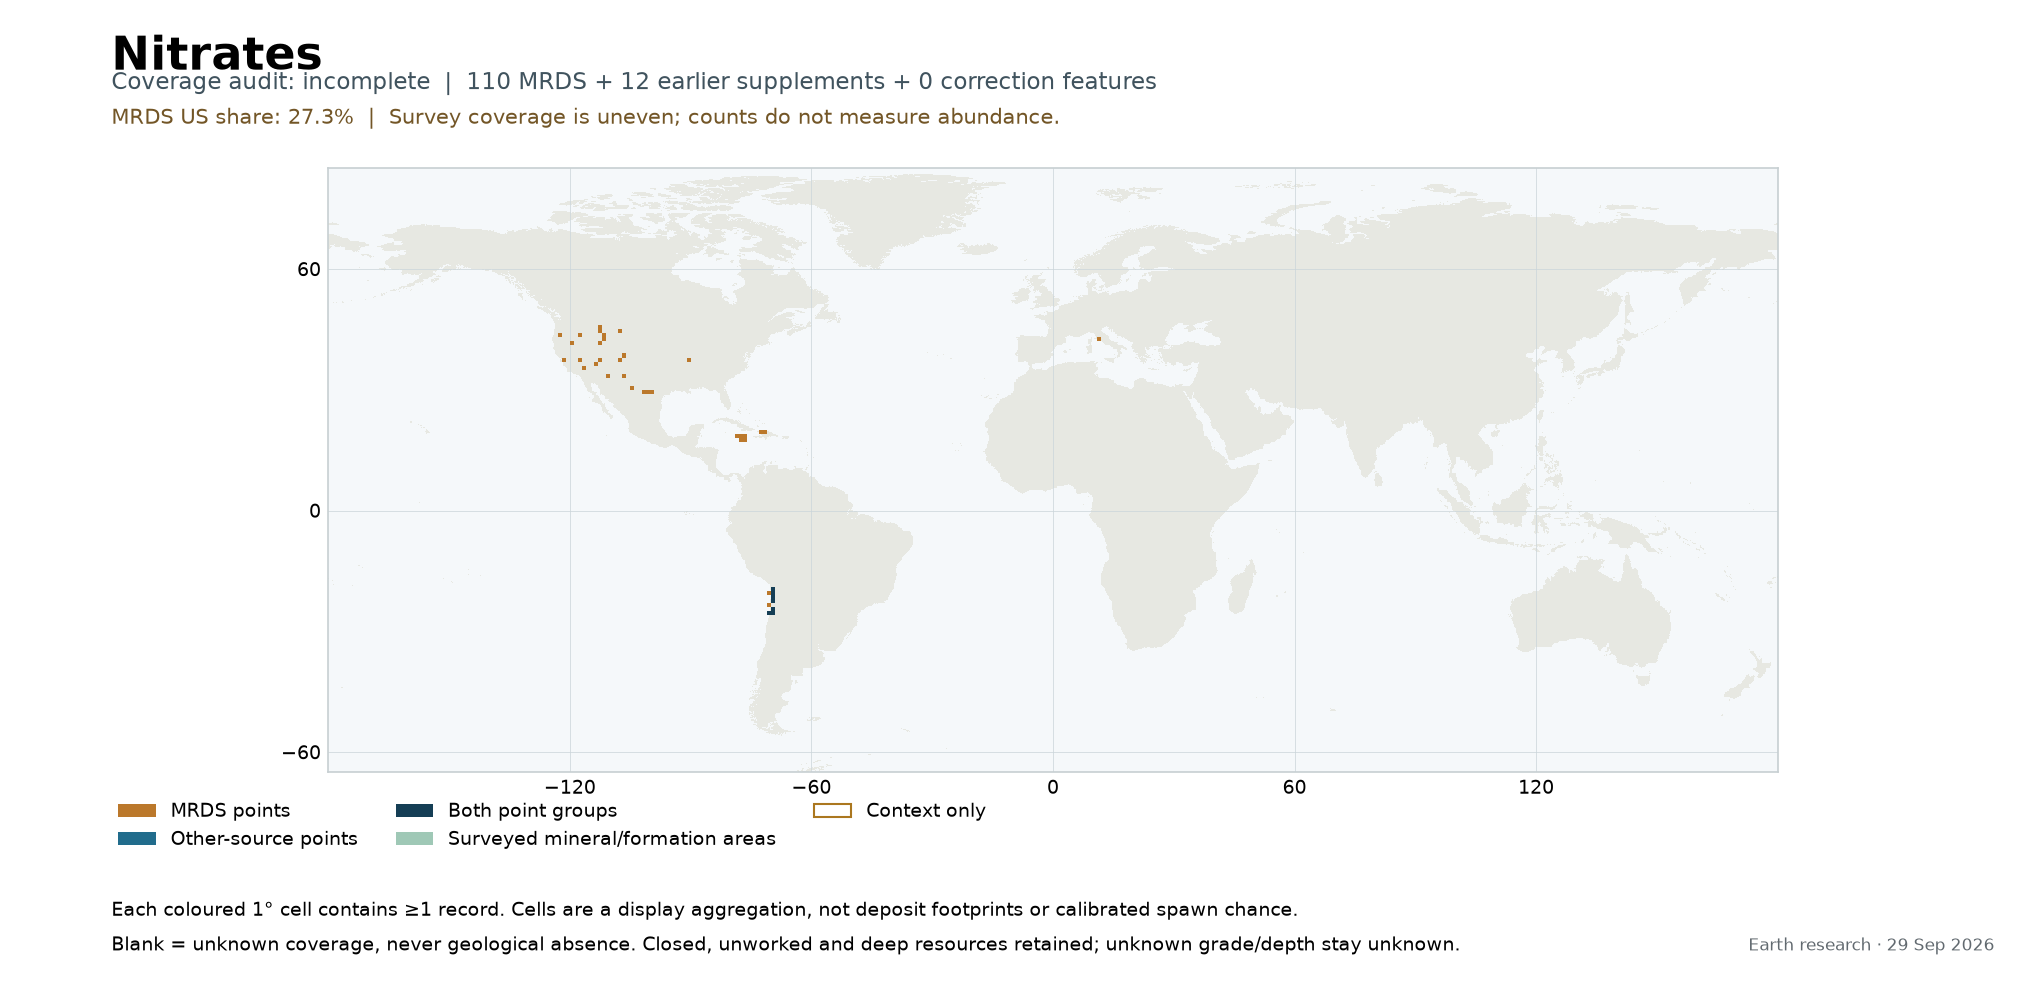 Nitrates
Coverage audit: incomplete | 110 MRDS + 12 earlier supplements + 0 correction features
MRDS US share: 27.3% | Survey coverage is uneven; counts do not measure abundance.
60
0
−60
−120
−60
0
60
120
MRDS points
Both point groups
Context only
Other-source points
Surveyed mineral/formation areas
Each coloured 1° cell contains ≥1 record. Cells are a display aggregation, not deposit footprints or calibrated spawn chance.
Blank = unknown coverage, never geological absence. Closed, unworked and deep resources retained; unknown grade/depth stay unknown.
Earth research · 29 Sep 2026